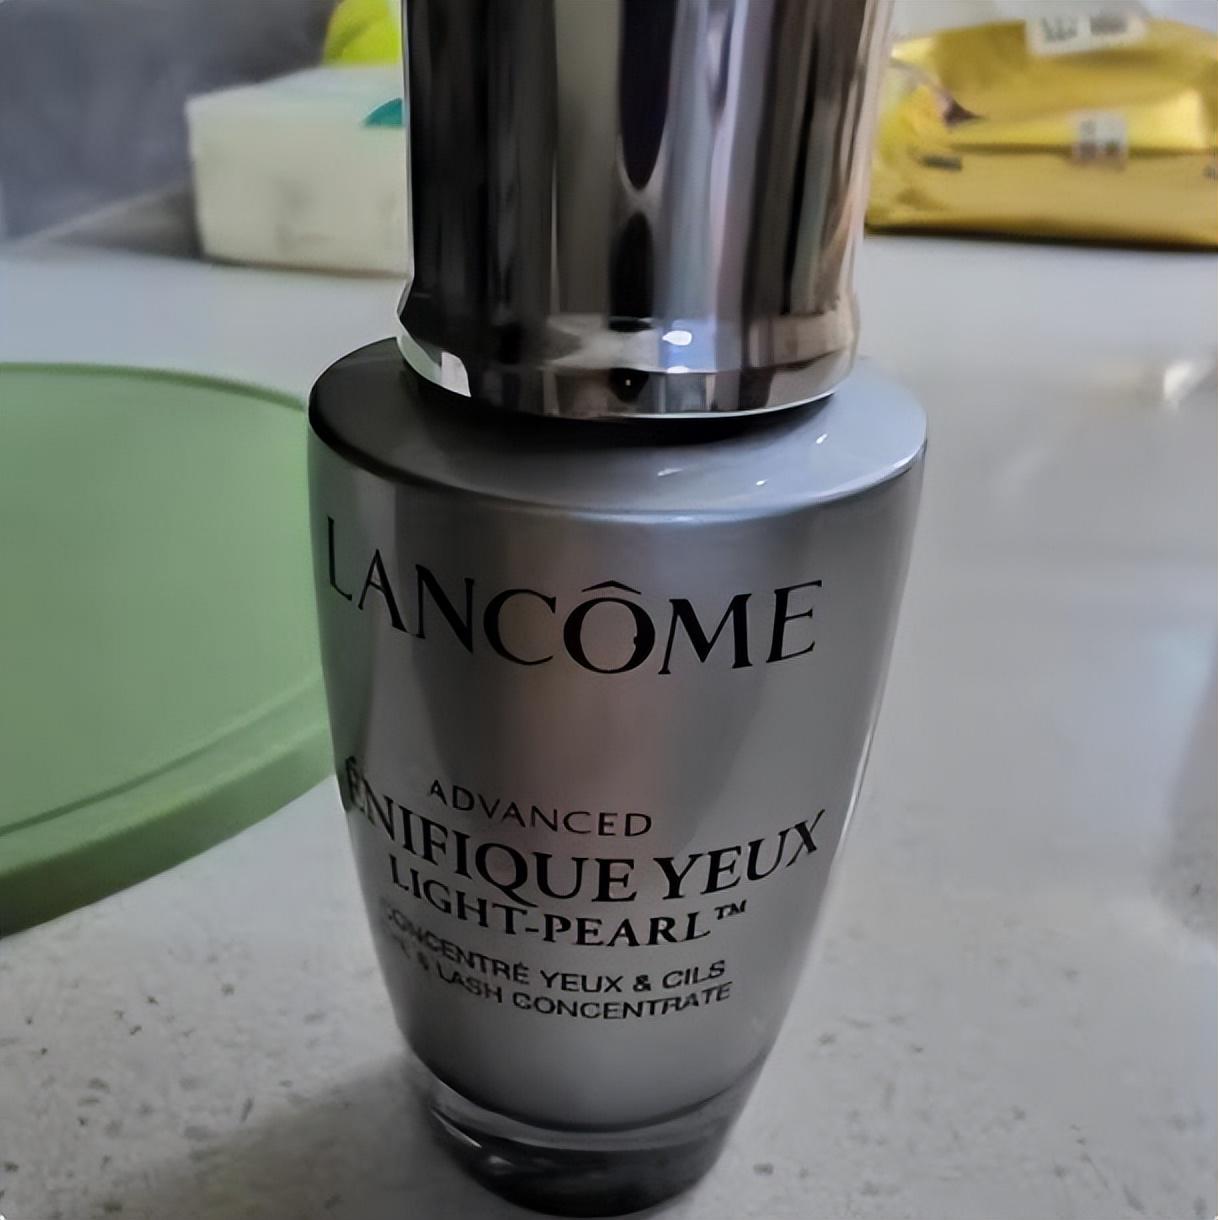 LANCÔME
ADVANCED
ÉNIFIQUE YEUX
LIGHT-PEARL™
CONCENTRÉ YEUX & CILS
& LASH CONCENTRATE